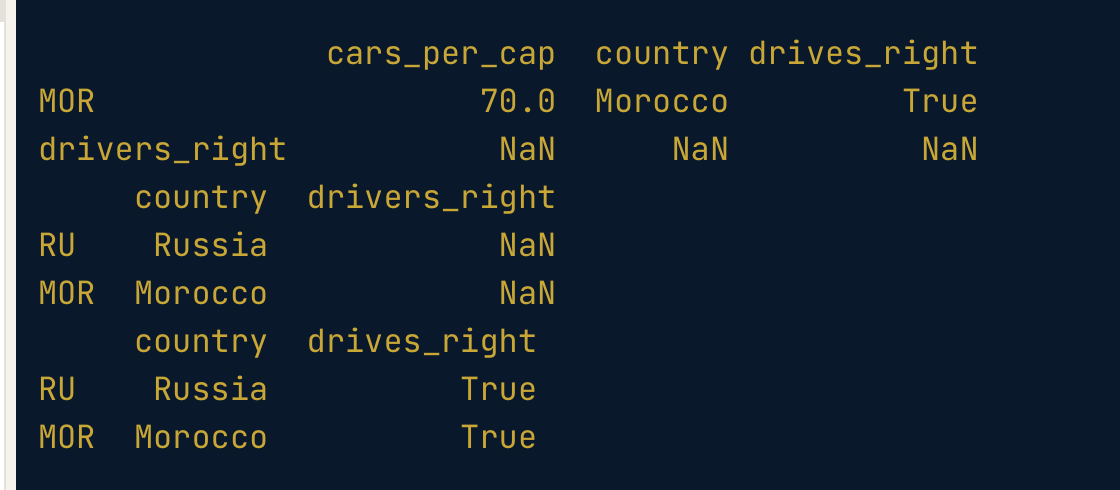 cars_per_cap country drives_right
MOR 70.0 Morocco True
drivers_right NaN NaN NaN
country drivers_right
RU Russia NaN
MOR Morocco NaN
country drives_right
RU Russia True
MOR Morocco True